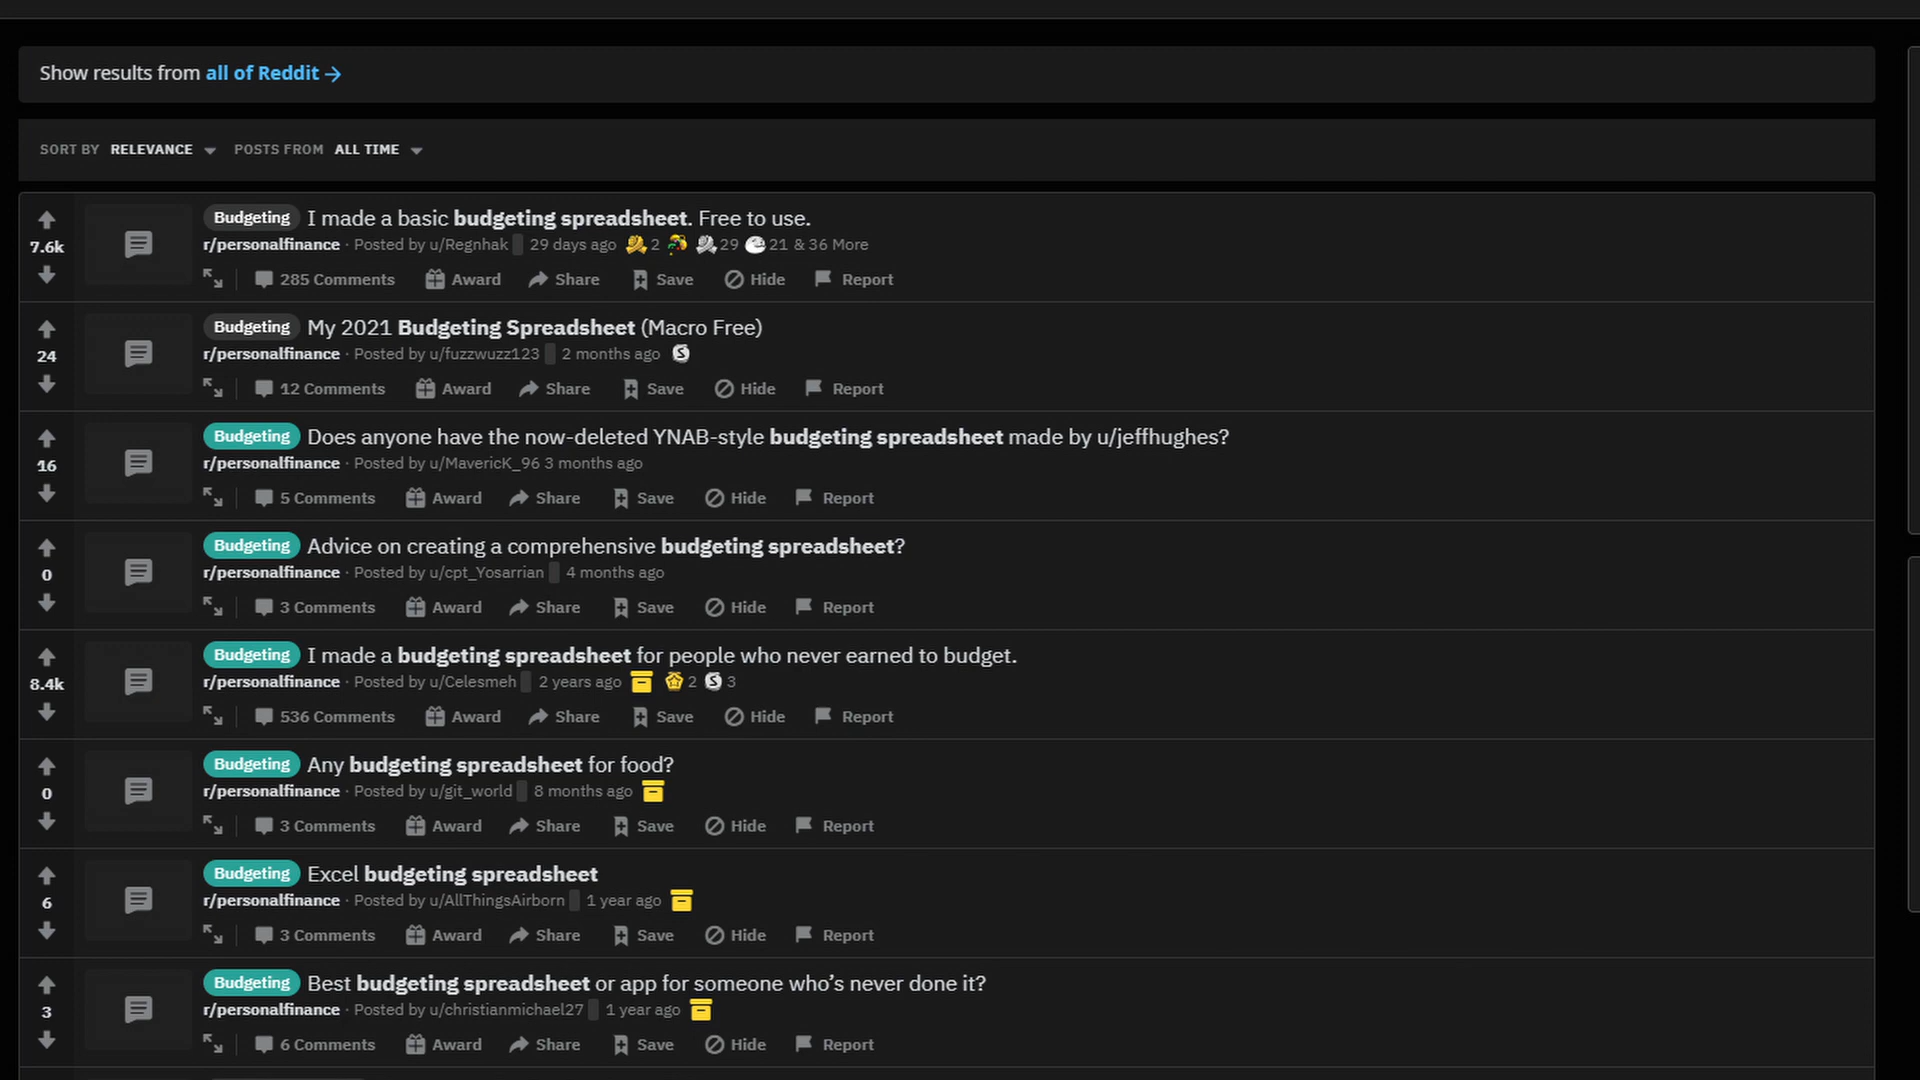 Show results from all of Reddit →
SORT BY RELEVANCE POSTS FROM ALL TIME
Budgeting I made a basic budgeting spreadsheet. Free to use.
7.6k
r/personalfinance · Posted by u/Regnhak 29 days ago 2 29 21 & 36 More
285 Comments Award Share Save Hide Report
Budgeting My 2021 Budgeting Spreadsheet (Macro Free)
24
r/personalfinance · Posted by u/fuzzwuzz123 2 months ago S
12 Comments Award Share Save Hide Report
Budgeting Does anyone have the now-deleted YNAB-style budgeting spreadsheet made by u/jeffhughes?
16
r/personalfinance · Posted by u/MavericK_96 3 months ago
5 Comments Award Share Save Hide Report
Budgeting Advice on creating a comprehensive budgeting spreadsheet?
0
r/personalfinance · Posted by u/cpt_Yosarrian 4 months ago
3 Comments Award Share Save Hide Report
Budgeting I made a budgeting spreadsheet for people who never earned to budget.
8.4k
r/personalfinance · Posted by u/Celesmeh 2 years ago 2 S 3
536 Comments Award Share Save Hide Report
Budgeting Any budgeting spreadsheet for food?
0
r/personalfinance · Posted by u/git_world 8 months ago
3 Comments Award Share Save Hide Report
Budgeting Excel budgeting spreadsheet
6
r/personalfinance · Posted by u/AllThingsAirborn 1 year ago
3 Comments Award Share Save Hide Report
Budgeting Best budgeting spreadsheet or app for someone who's never done it?
3
r/personalfinance · Posted by u/christianmichael27 1 year ago
6 Comments Award Share Save Hide Report